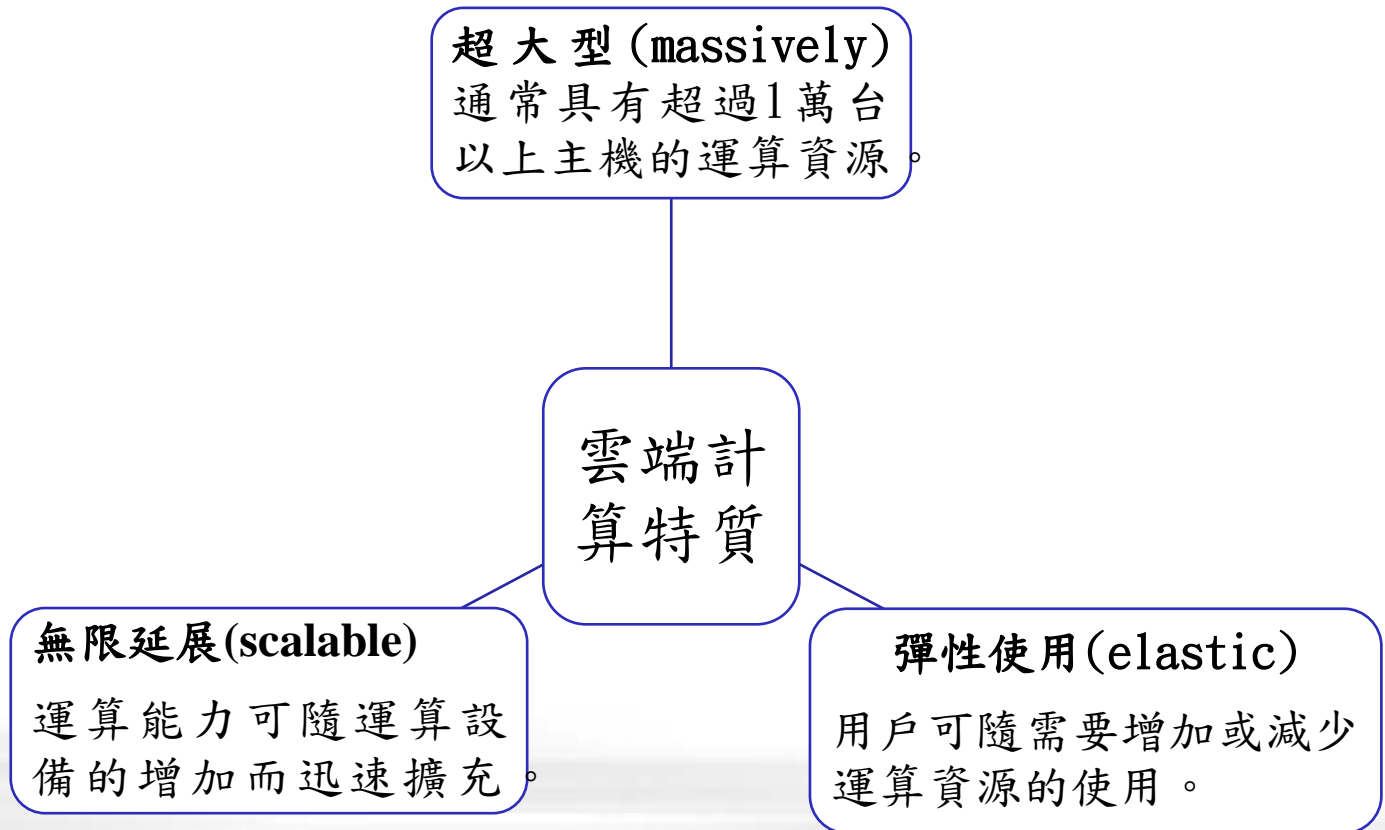 超大型(massively)
通常具有超過1萬台
以上主機的運算資源。
雲端計
算特質
無限延展(scalable)
運算能力可隨運算設
備的增加而迅速擴充。
彈性使用(elastic)
用戶可隨需要增加或減少
運算資源的使用。